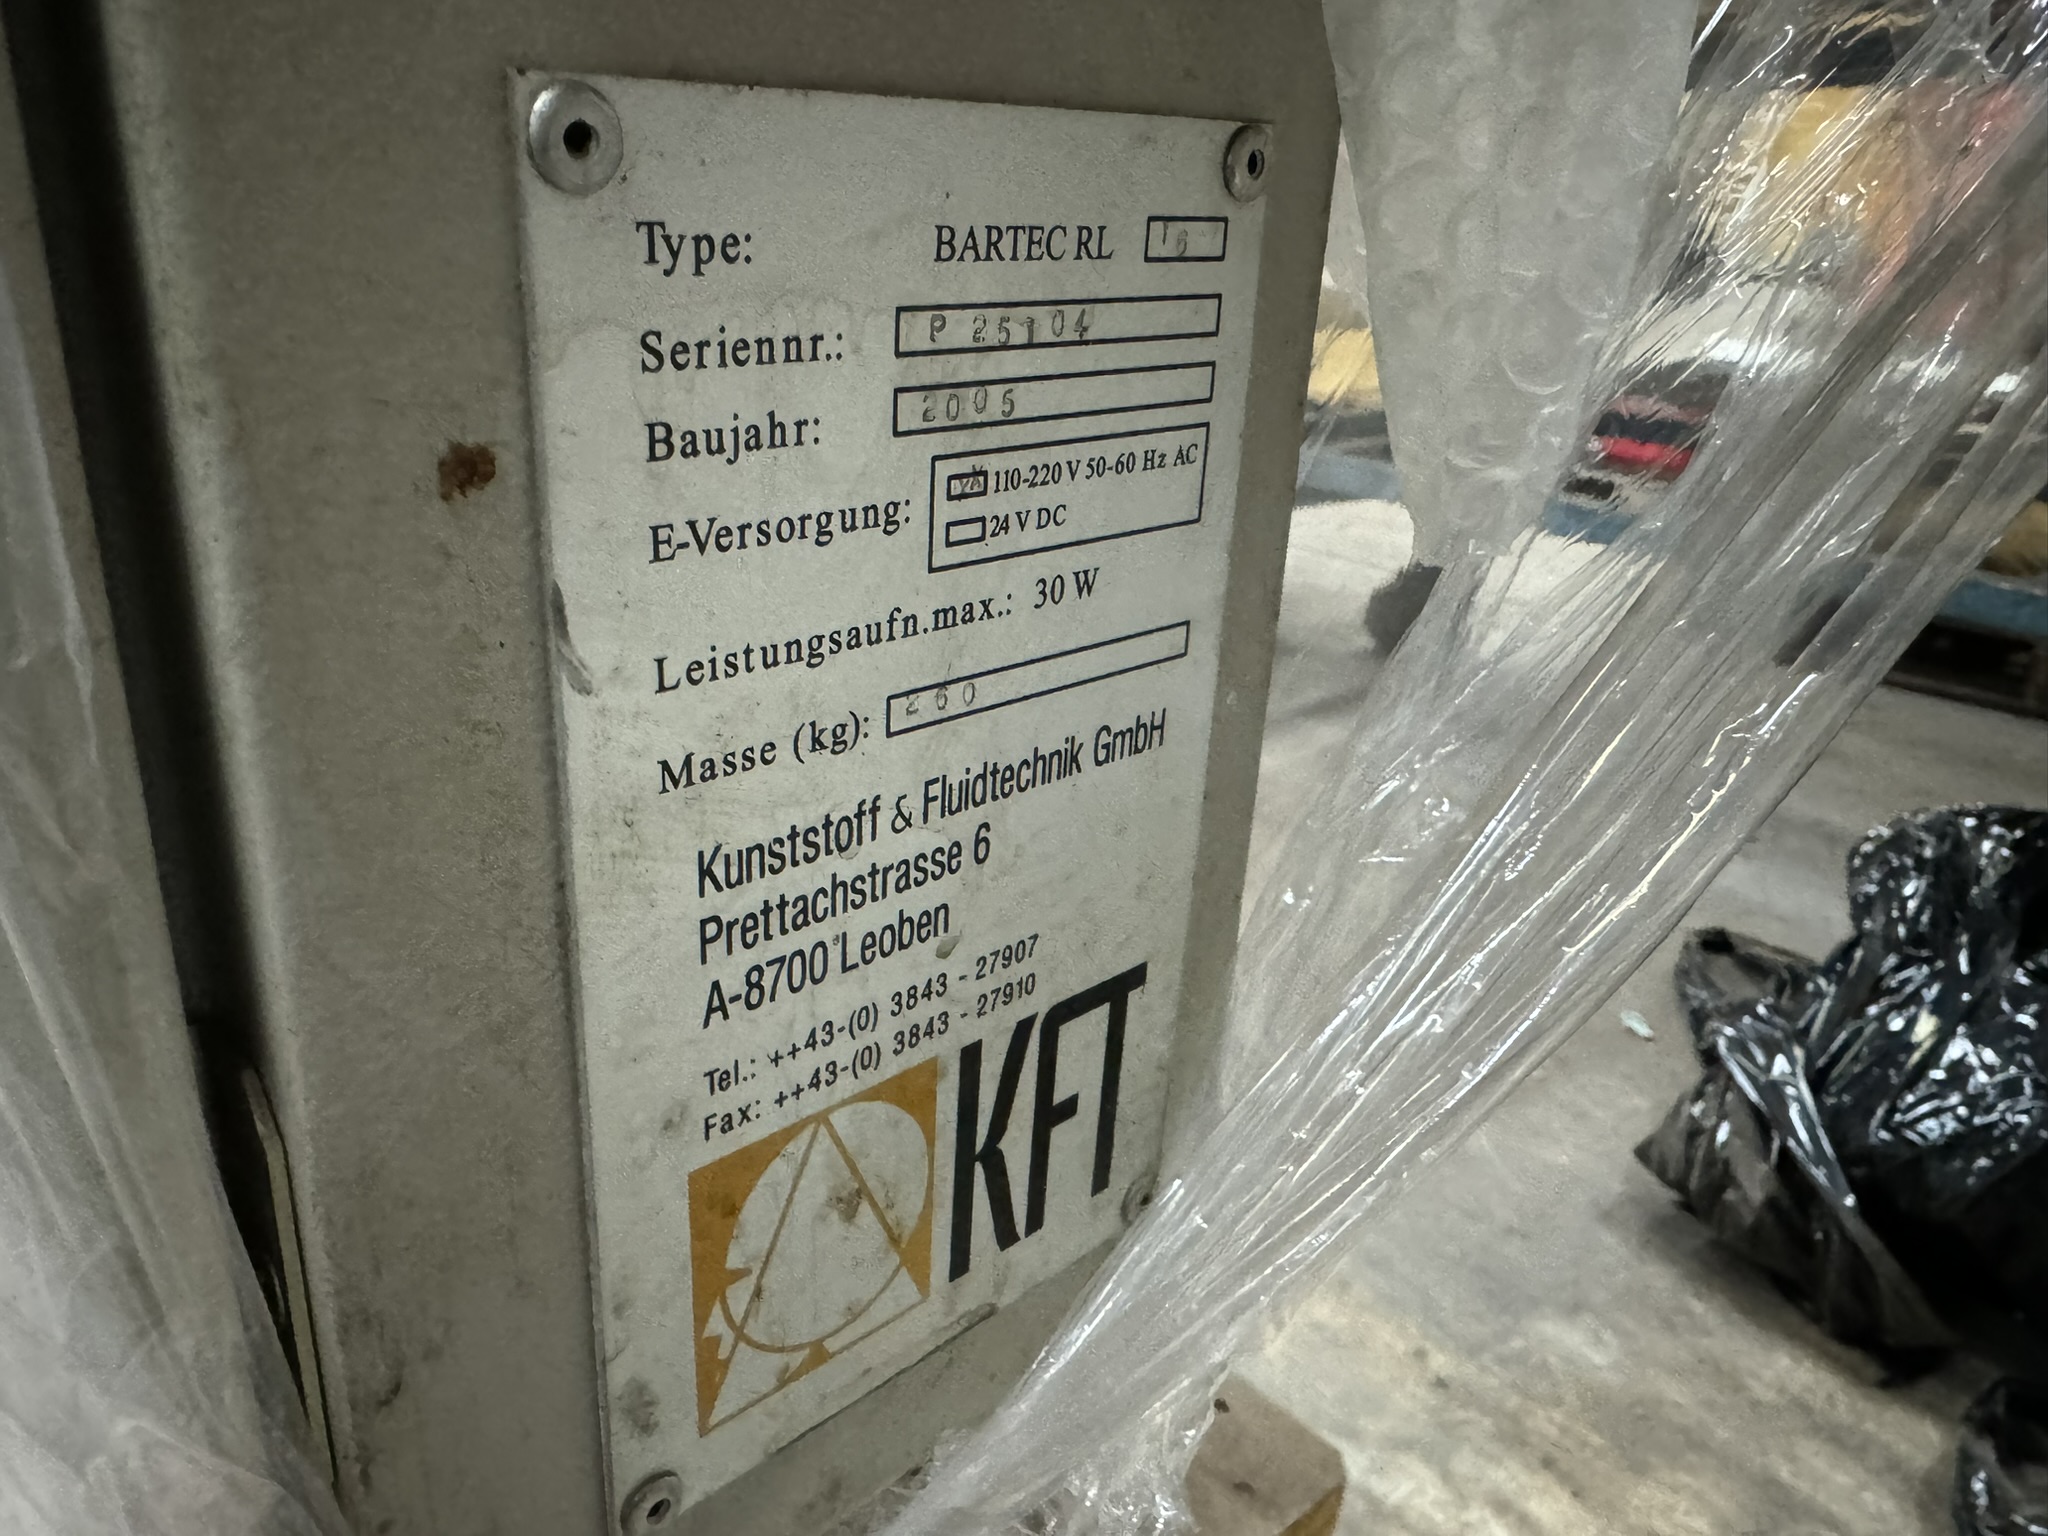 Type: BARTEC RL 16
Seriennr.: P 25104
Baujahr: 2005
E-Versorgung: 110-220 V 50-60 Hz AC
24 V DC
Leistungsaufn.max.: 30 W
Masse (kg): 260
Kunststoff & Fluidtechnik GmbH
Prettachstrasse 6
A-8700 Leoben
Tel.: ++43-(0) 3843 - 27907
Fax: ++43-(0) 3843 - 27910
KFT